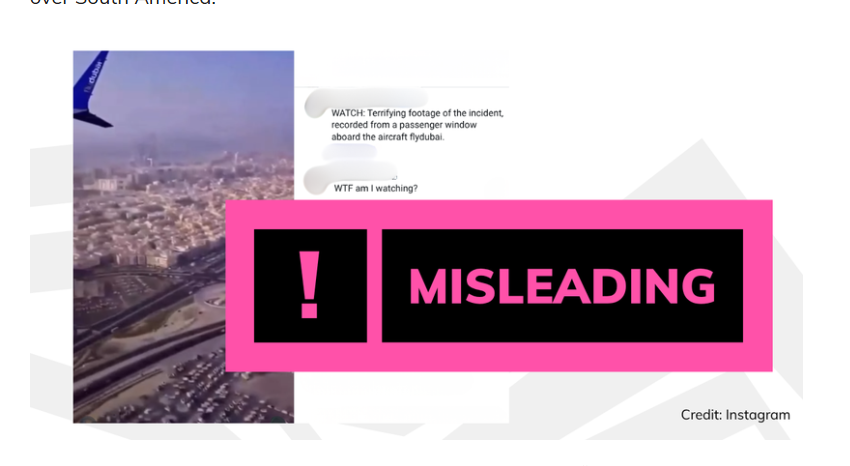 over South America.
dubai
WATCH: Terrifying footage of the incident,
recorded from a passenger window
aboard the aircraft flydubai.
WTF am I watching?
! MISLEADING
Credit: Instagram